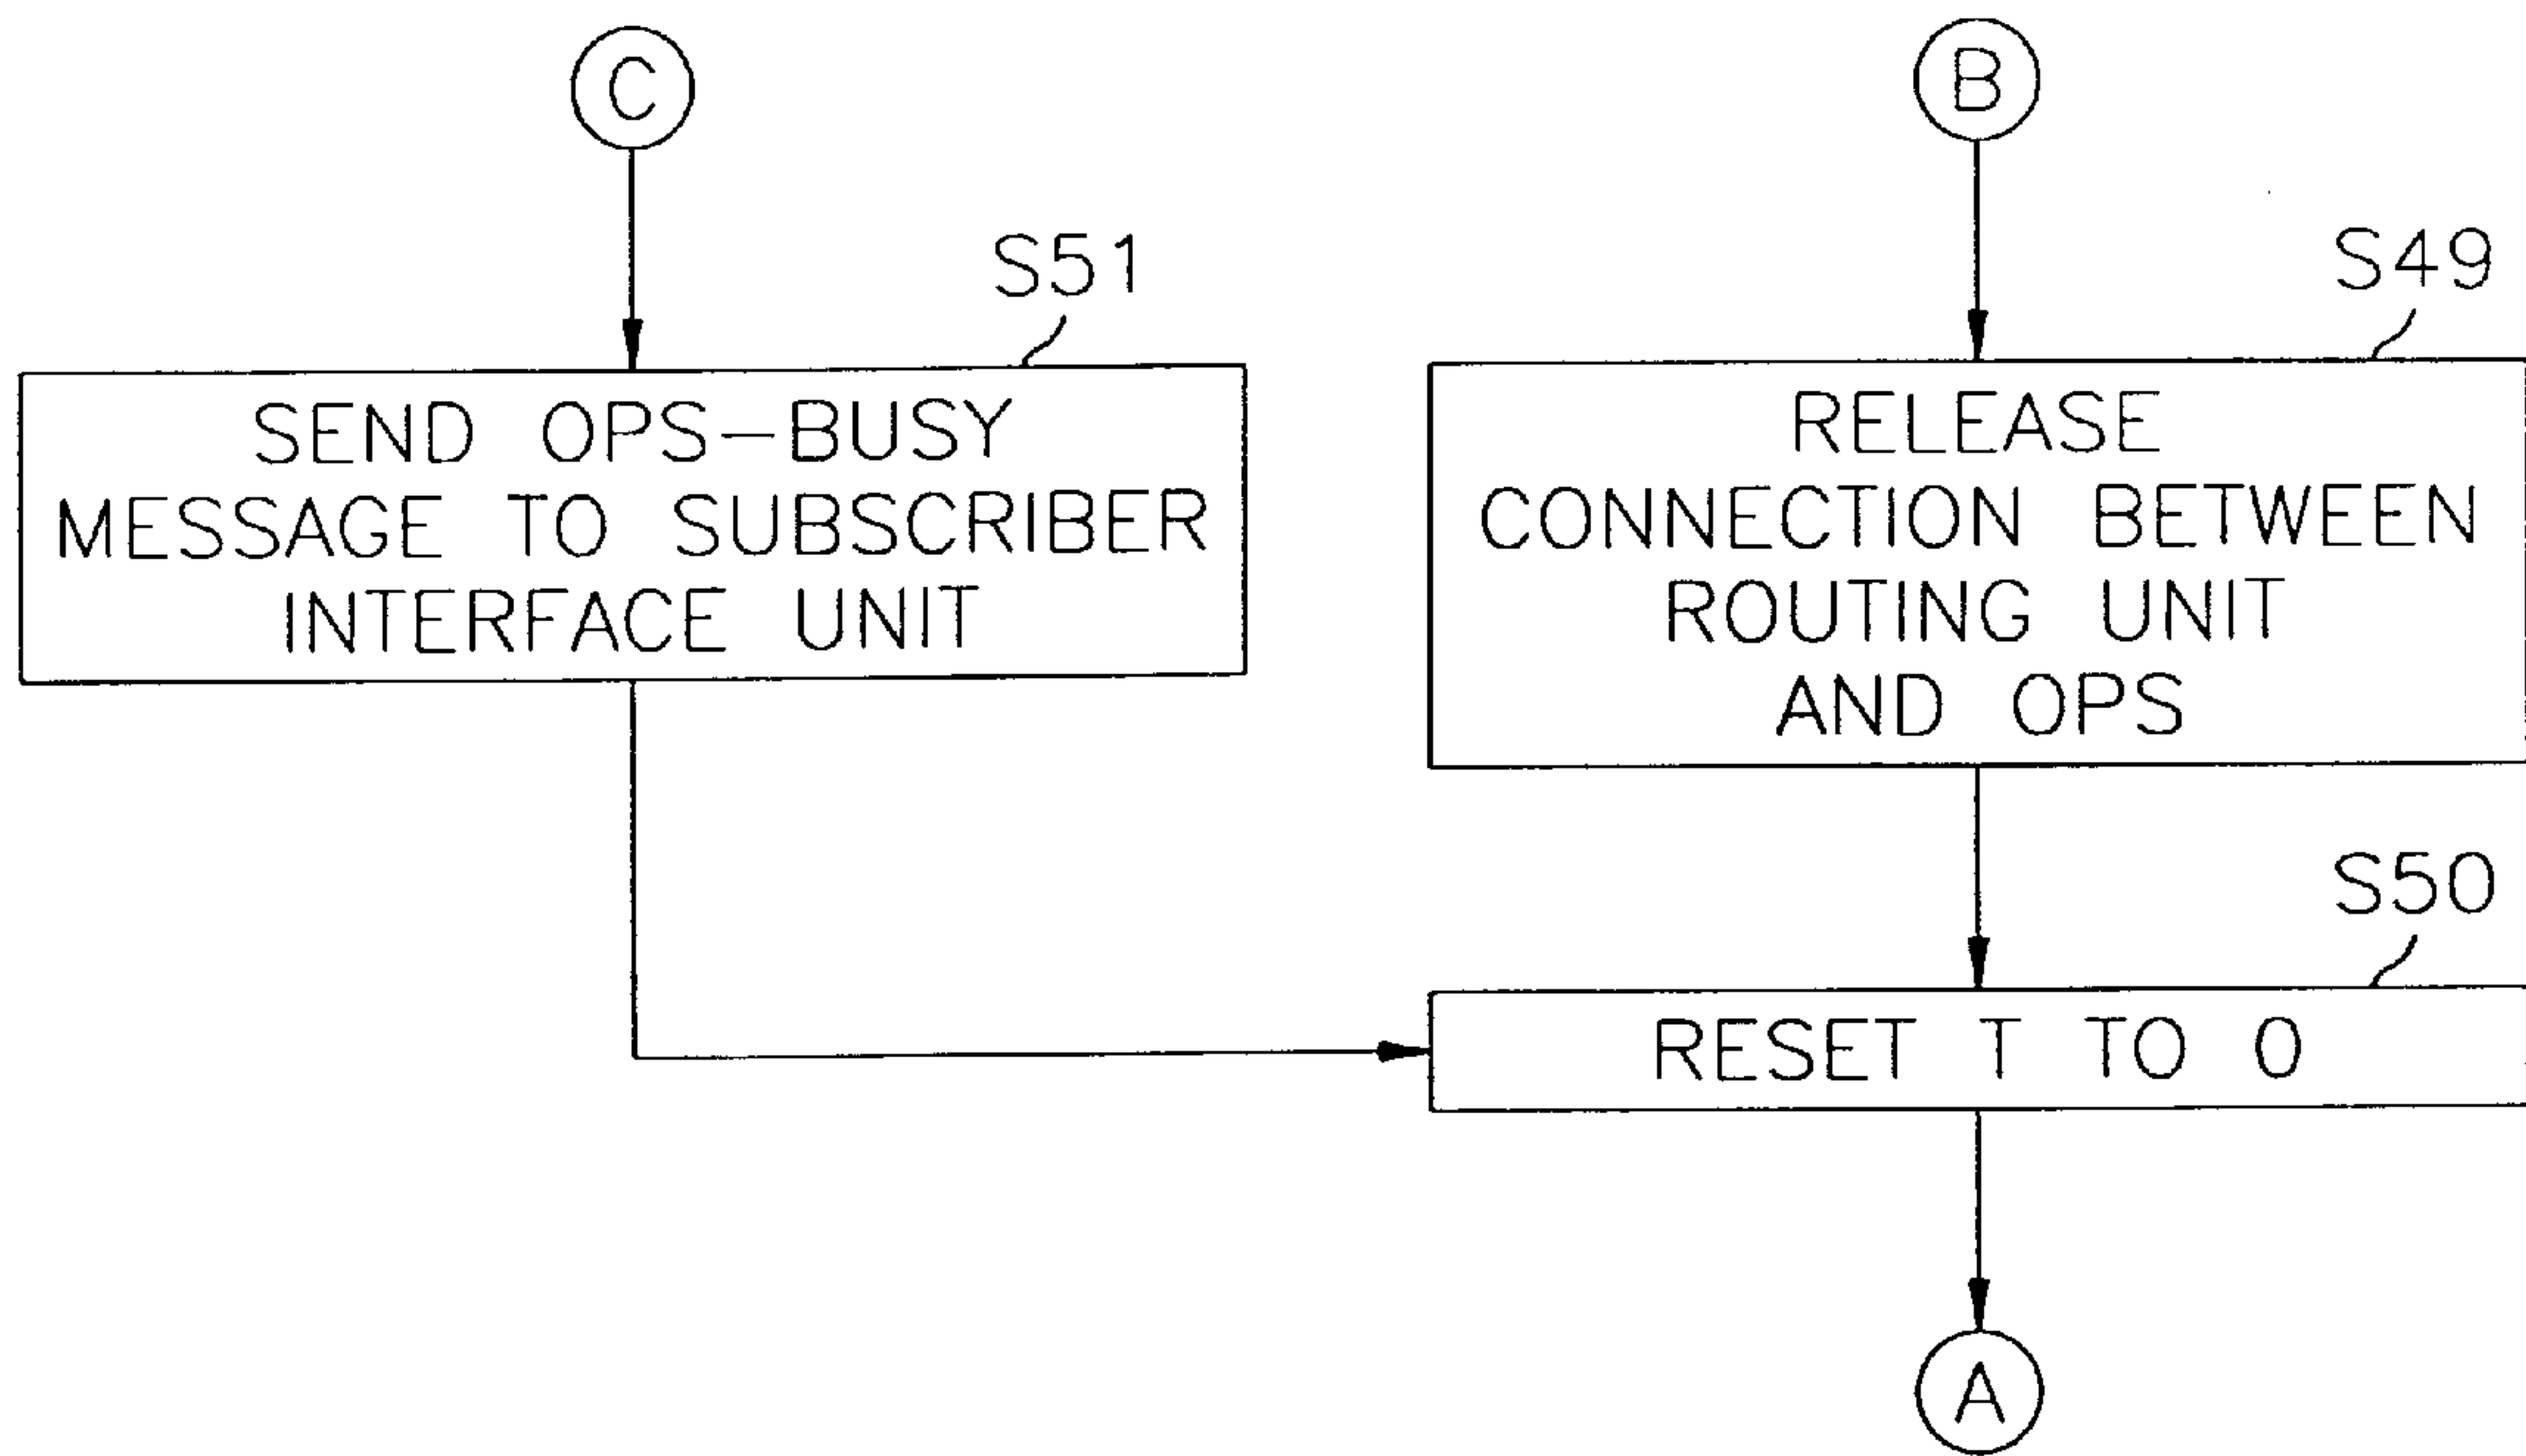 C
S51
SEND OPS-BUSY
MESSAGE TO SUBSCRIBER
INTERFACE UNIT
B
S49
RELEASE
CONNECTION BETWEEN
ROUTING UNIT
AND OPS
S50
RESET T TO 0
A